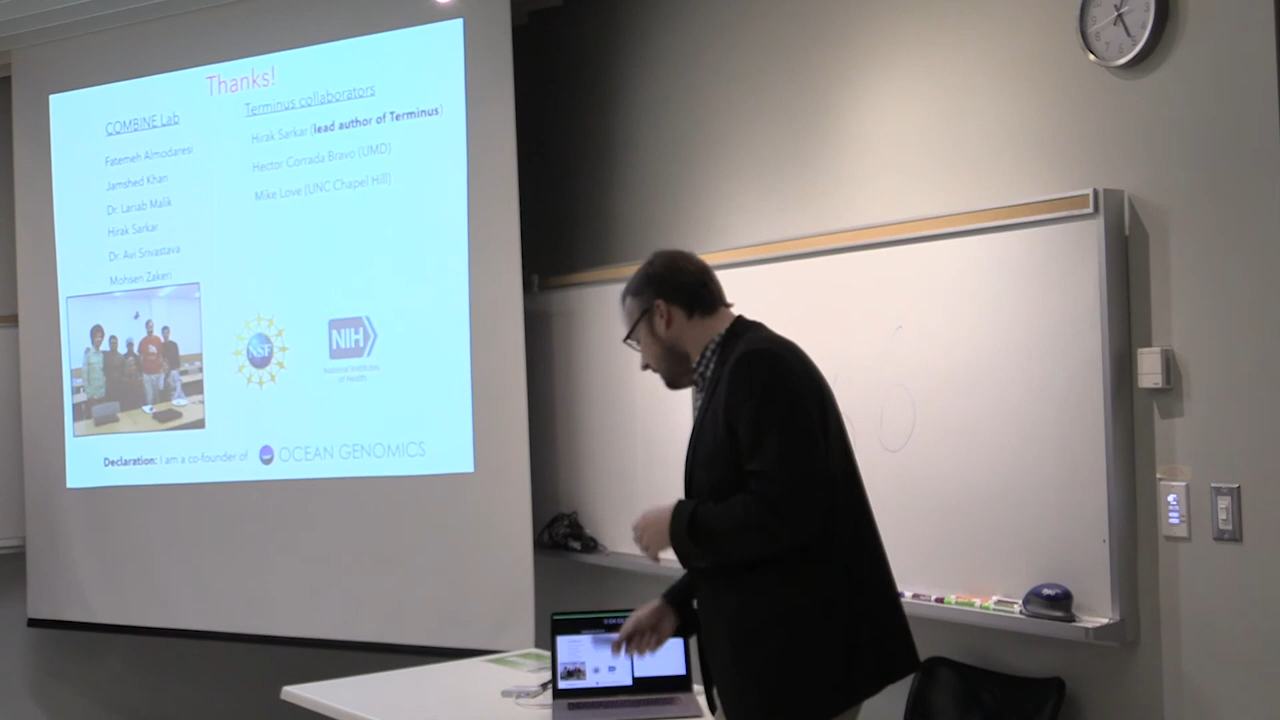 Thanks!
COMBINE Lab
Fatemeh Almodaresi
Jamshed Khan
Dr. Laraib Malik
Hirak Sarkar
Dr. Avi Srivastava
Mohsen Zakeri
Terminus collaborators
Hirak Sarkar (lead author of Terminus)
Hector Corrada Bravo (UMD)
Mike Love (UNC Chapel Hill)
NSF
NIH
National Institutes
of Health
Declaration: I am a co-founder of
OCEAN GENOMICS